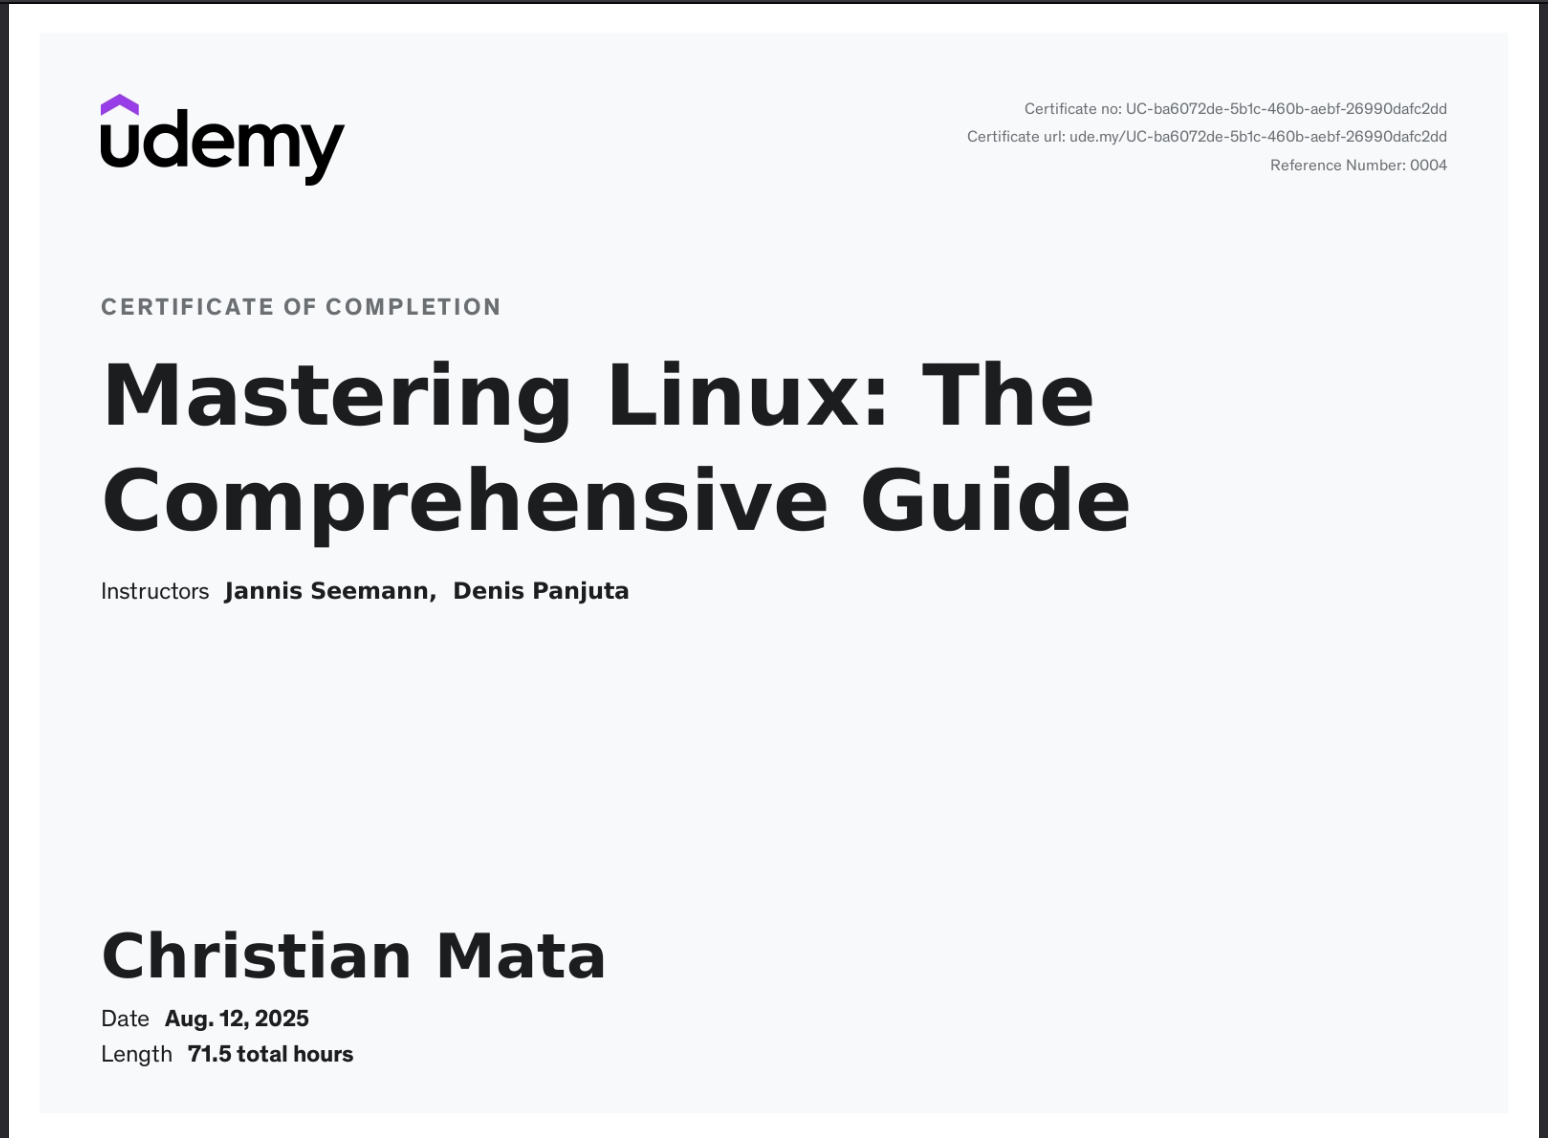 udemy
Certificate no: UC-ba6072de-5b1c-460b-aebf-26990dafc2dd
Certificate url: ude.my/UC-ba6072de-5b1c-460b-aebf-26990dafc2dd
Reference Number: 0004
CERTIFICATE OF COMPLETION
Mastering Linux: The
Comprehensive Guide
Instructors Jannis Seemann, Denis Panjuta
Christian Mata
Date Aug. 12, 2025
Length 71.5 total hours